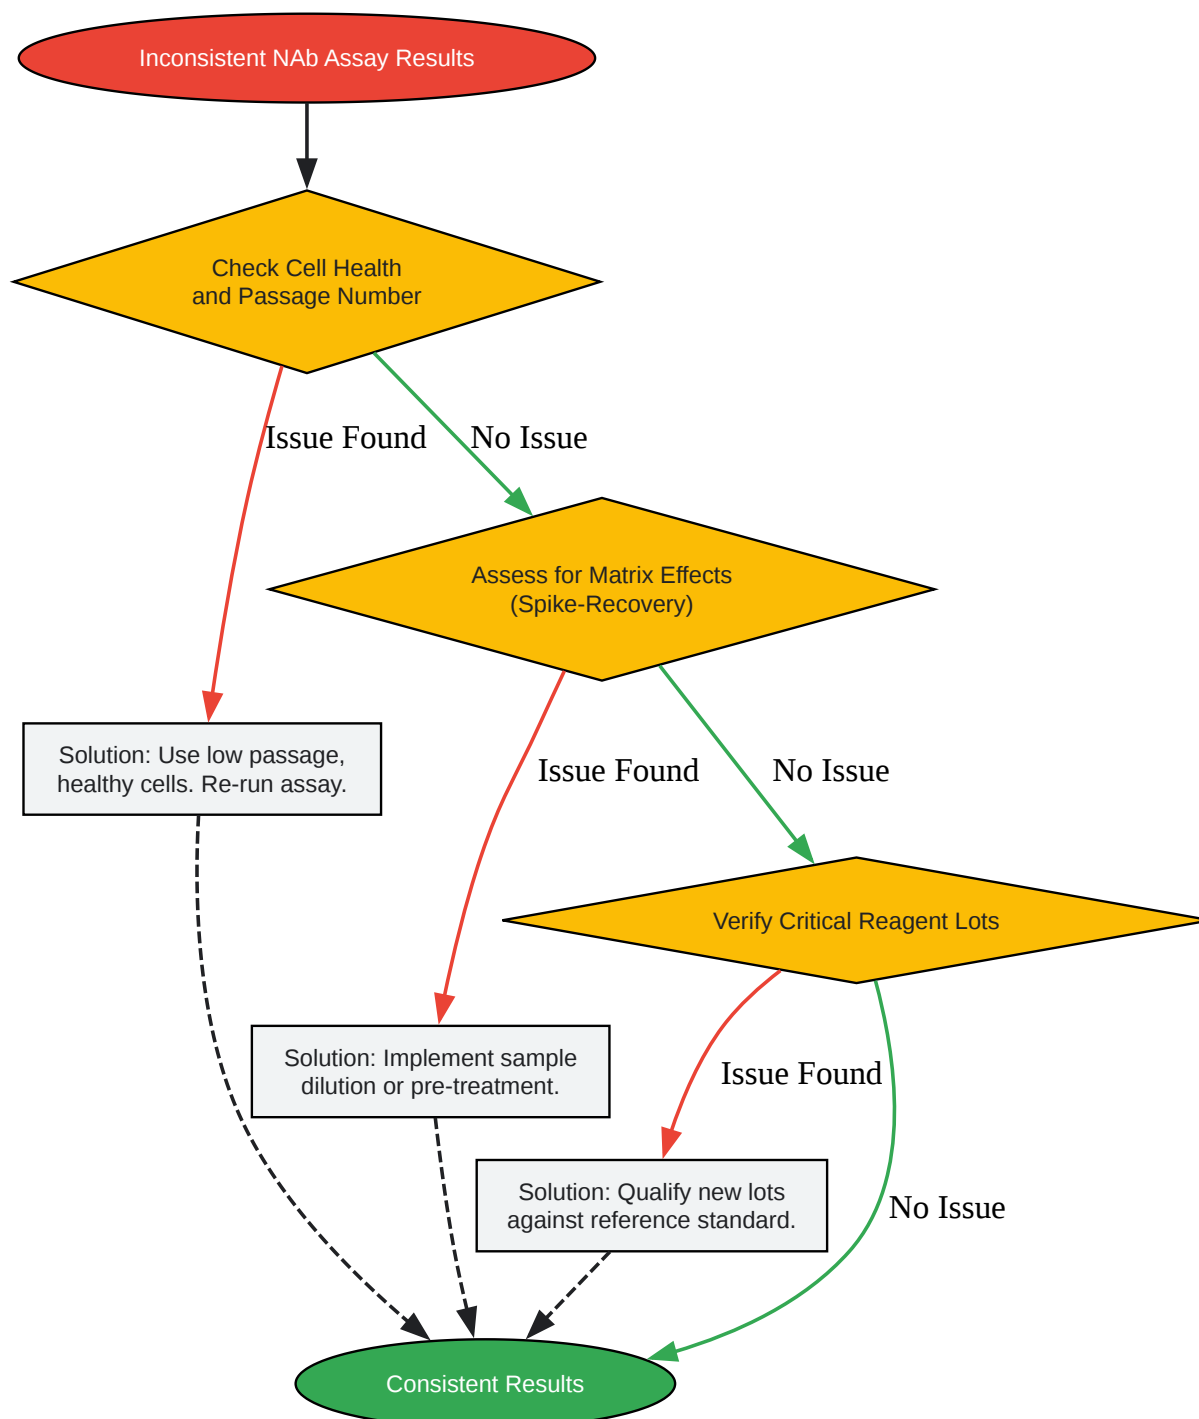 Inconsistent NAb Assay Results
Check Cell Health
and Passage Number
Issue Found
No Issue
Assess for Matrix Effects
(Spike-Recovery)
Solution: Use low passage,
healthy cells. Re-run assay.
Issue Found
No Issue
Verify Critical Reagent Lots
Solution: Implement sample
dilution or pre-treatment.
Issue Found
Solution: Qualify new lots
against reference standard.
No Issue
Consistent Results